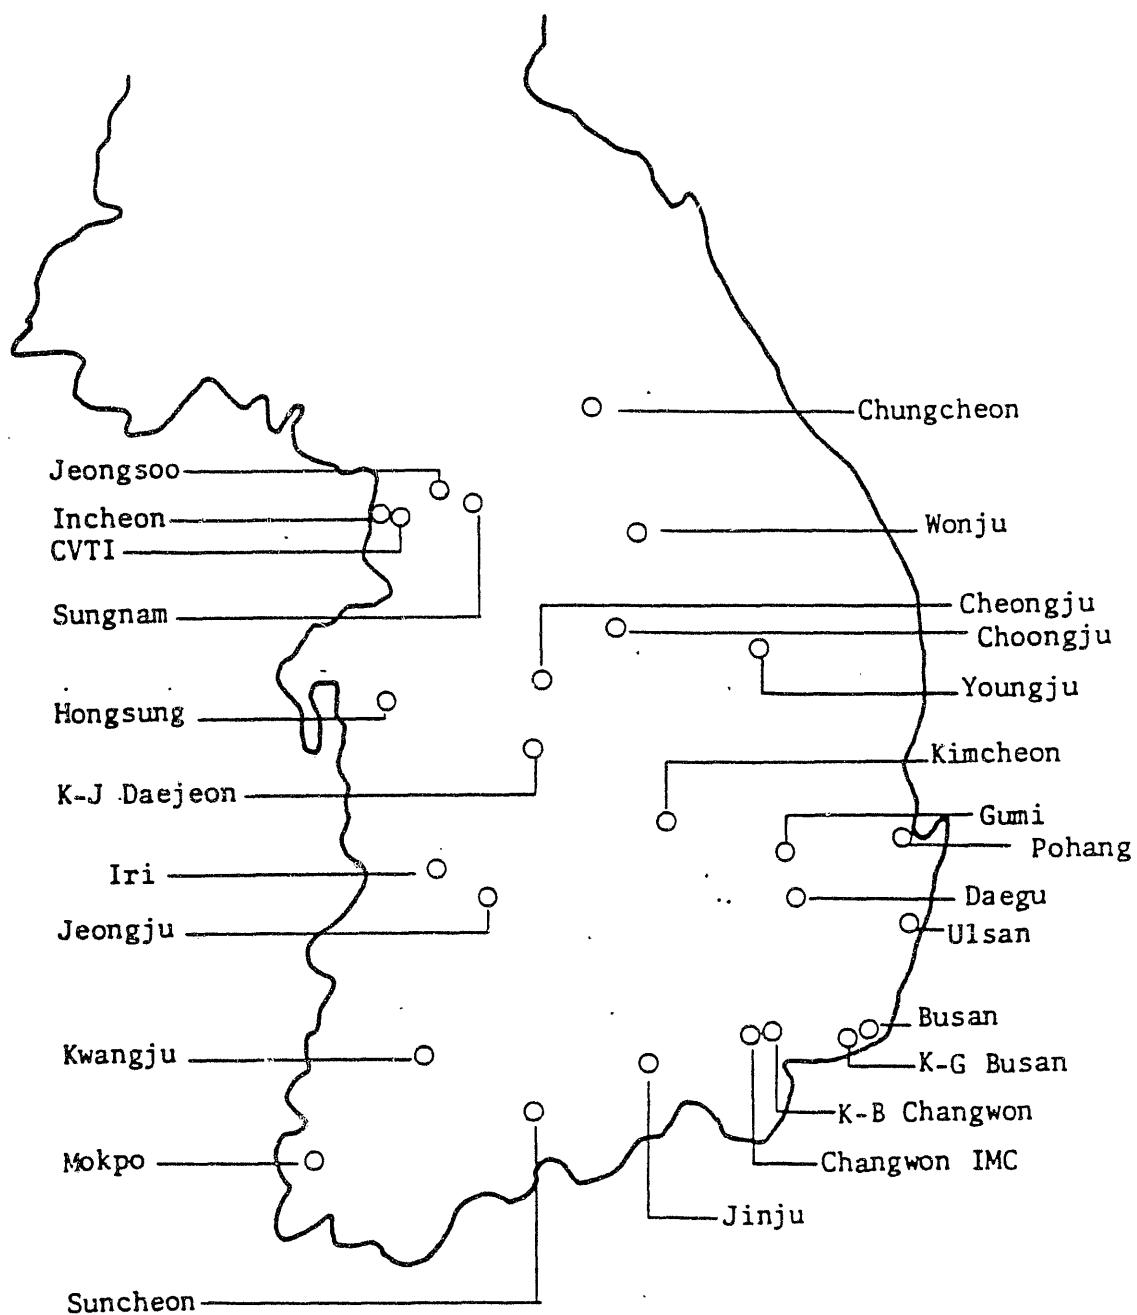 Chungcheon
Jeongsoo
Incheon
Wonju
CVTI
Cheongju
Sungnam
Choongju
Youngju
Hongsung
Kimcheon
K-J Daejeon
Gumi
Pohang
Iri
Daegu
Jeongju
Ulsan
Busan
Kwangju
K-G Busan
K-B Changwon
Mokpo
Changwon IMC
Jinju
Suncheon